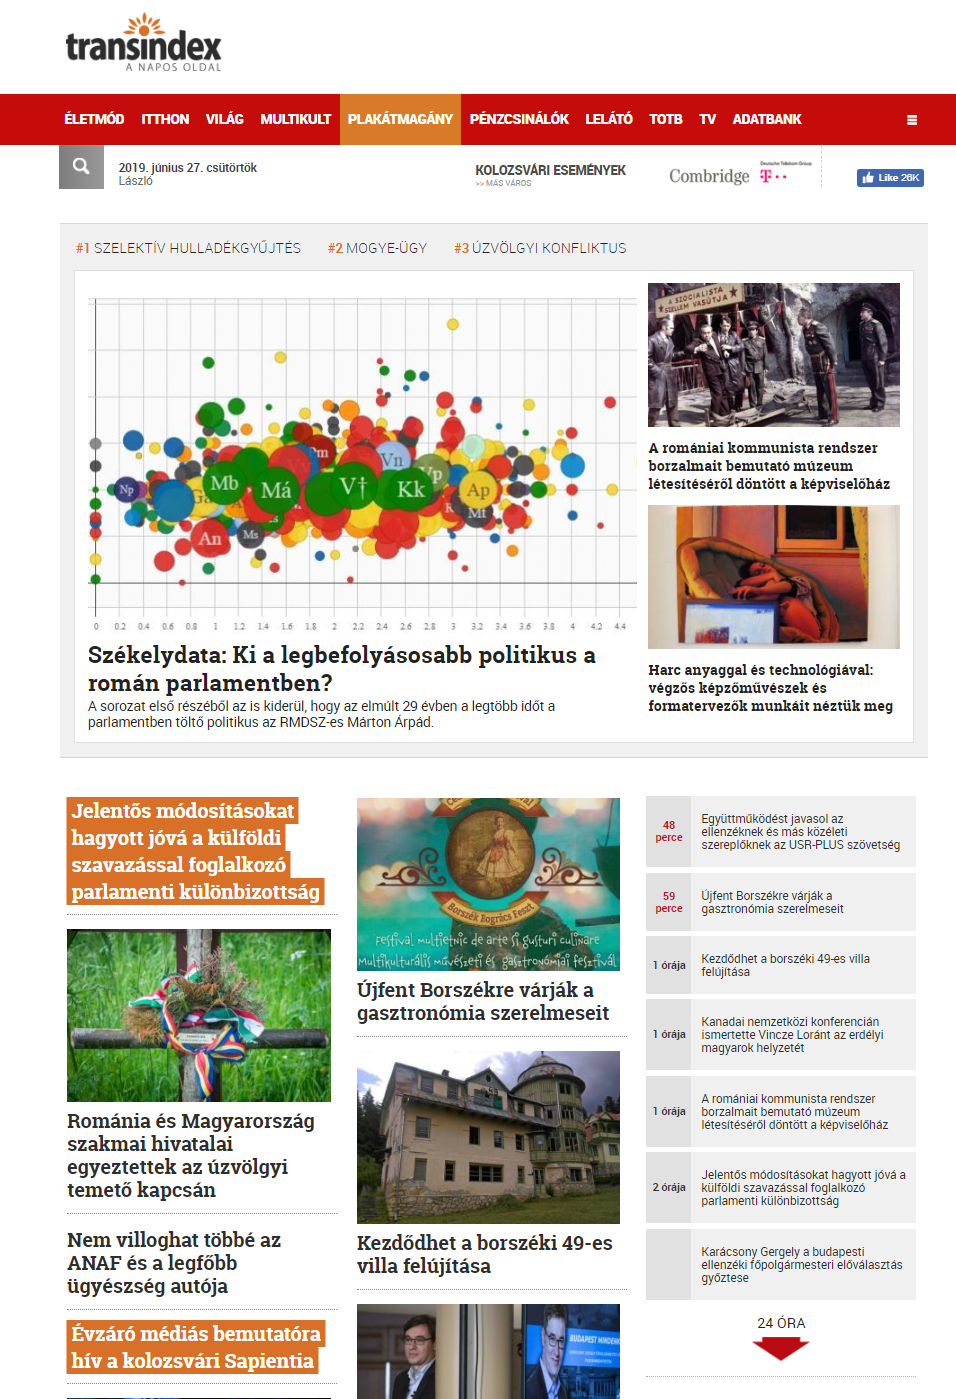 transindex
A NAPOS OLDAL
ÉLETMÓD ITTHON VILÁG MULTIKULT PLAKÁTMAGÁNY PÉNZCSINÁLÓK LELÁTÓ TOTB TV ADATBANK
2019. június 27. csütörtök
László
KOLOZSVÁRI ESEMÉNYEK
>> MÁS VÁROS
Combridge
Deutsche Telekom Group
T
Like 26K
#1 SZELEKTÍV HULLADÉKGYŰJTÉS #2 MOGYE-ÜGY #3 ÚZVÖLGYI KONFLIKTUS
Np
Mb
Má
V†
Kk
Vn
Vp
Ap
Mt
An
Ms
0 0.2 0.4 0.6 0.8 1 1.2 1.4 1.6 1.8 2 2.2 2.4 2.6 2.8 3 3.2 3.4 3.6 3.8 4 4.2 4.4
Székelydata: Ki a legbefolyásosabb politikus a
román parlamentben?
A sorozat első részéből az is kiderül, hogy az elmúlt 29 évben a legtöbb időt a
parlamentben töltő politikus az RMDSZ-es Márton Árpád.
A SZOCIALISTA
SZELLEM VASÚTJA
A romániai kommunista rendszer
borzalmait bemutató múzeum
létesítéséről döntött a képviselőház
Harc anyaggal és technológiával:
végzős képzőművészek és
formatervezők munkáit néztük meg
Jelentős módosításokat
hagyott jóvá a külföldi
szavazással foglalkozó
parlamenti különbizottság
Románia és Magyarország
szakmai hivatalai
egyeztettek az úzvölgyi
temető kapcsán
Nem villoghat többé az
ANAF és a legfőbb
ügyészség autója
Évzáró médiás bemutatóra
hív a kolozsvári Sapientia
Borszék Bogrács Feszt
Festival multietnic de arte și gusturi culinare
Multikulturális művészeti és gasztronómiai fesztivál
Újfent Borszékre várják a
gasztronómia szerelmeseit
Kezdődhet a borszéki 49-es
villa felújítása
BUDAPEST MINDENKIÉ
48
perce
Együttműködést javasol az
ellenzéknek és más közéleti
szereplőknek az USR-PLUS szövetség
59
perce
Újfent Borszékre várják a
gasztronómia szerelmeseit
1 órája
Kezdődhet a borszéki 49-es villa
felújítása
1 órája
Kanadai nemzetközi konferencián
ismertette Vincze Loránt az erdélyi
magyarok helyzetét
1 órája
A romániai kommunista rendszer
borzalmait bemutató múzeum
létesítéséről döntött a képviselőház
2 órája
Jelentős módosításokat hagyott jóvá a
külföldi szavazással foglalkozó
parlamenti különbizottság
Karácsony Gergely a budapesti
ellenzéki főpolgármesteri előválasztás
győztese
24 ÓRA